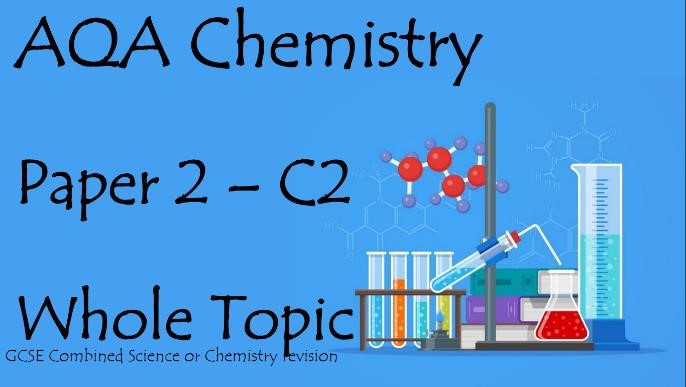 AQA Chemistry
Paper 2 – C2
Whole Topic
GCSE Combined Science or Chemistry revision